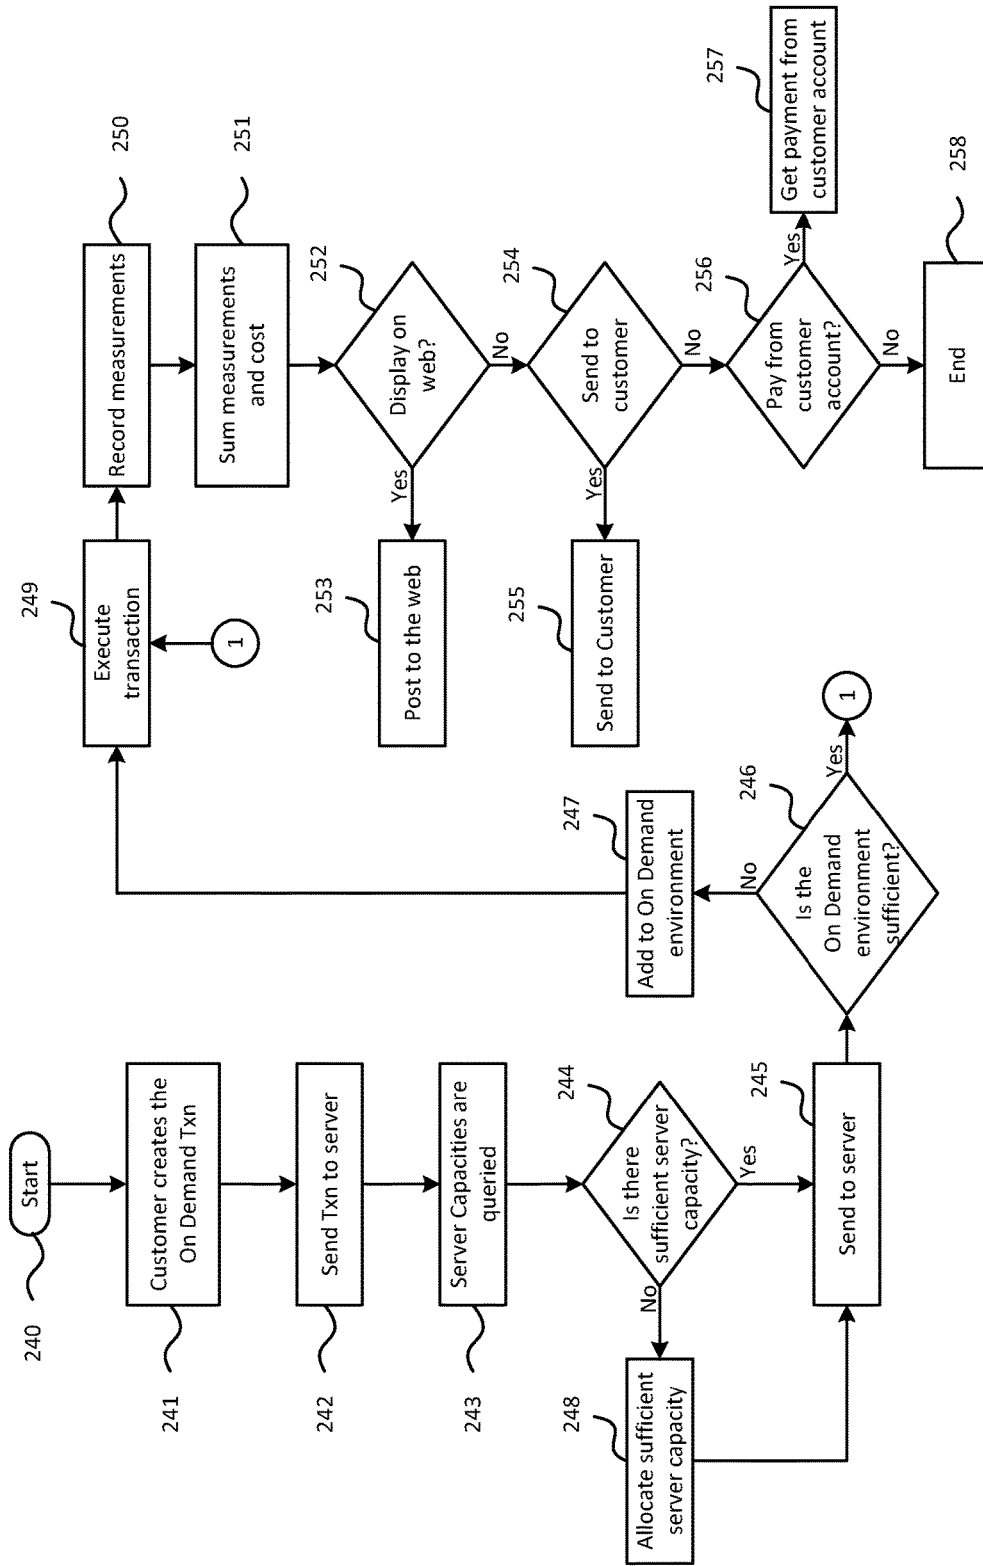 Start
240
Customer creates the
On Demand Txn
241
Send Txn to server
242
Server Capacities are
queried
243
Is there
sufficient server
capacity?
244
No
Yes
Allocate sufficient
server capacity
248
Send to server
245
Is the
On Demand
environment
sufficient?
246
No
Yes
1
Add to On Demand
environment
247
Execute
transaction
249
1
Record measurements
250
Sum measurements
and cost
251
Display on
web?
252
Yes
No
Post to the web
253
Send to
customer
254
Yes
No
Send to Customer
255
Pay from
customer
account?
256
Yes
No
Get payment from
customer account
257
End
258